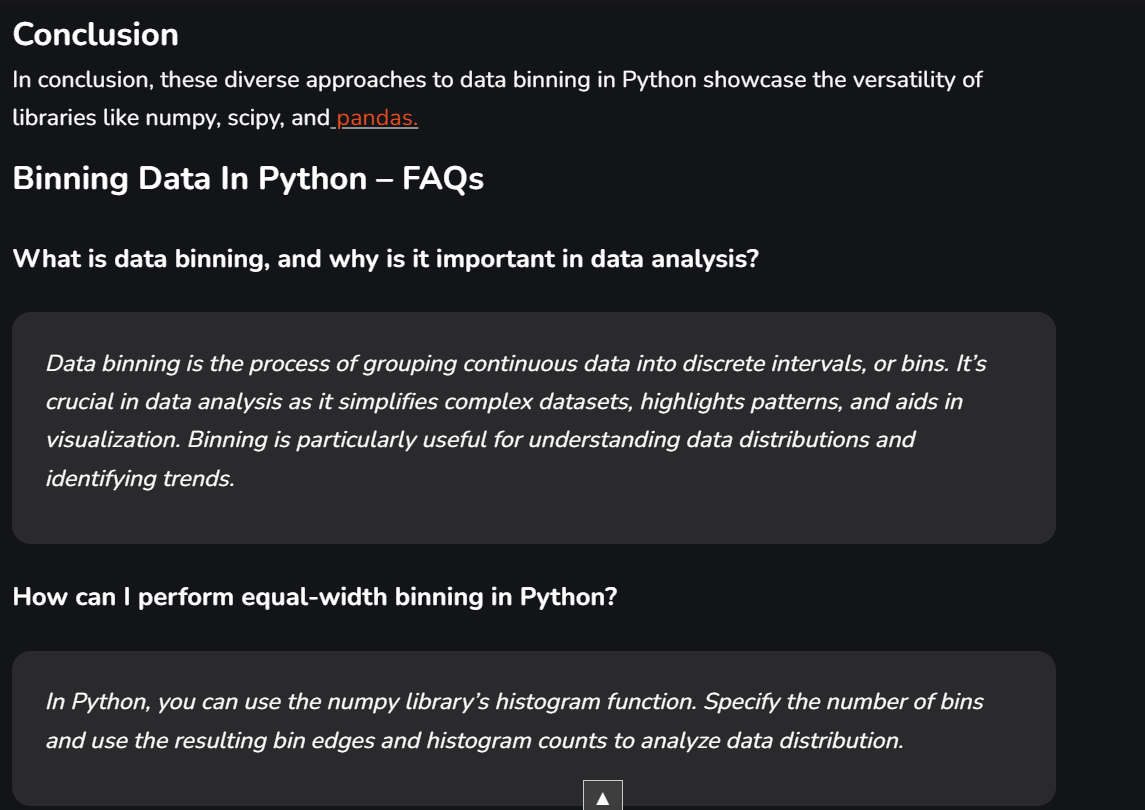 Conclusion
In conclusion, these diverse approaches to data binning in Python showcase the versatility of
libraries like numpy, scipy, and pandas.
Binning Data In Python – FAQs
What is data binning, and why is it important in data analysis?
Data binning is the process of grouping continuous data into discrete intervals, or bins. It’s
crucial in data analysis as it simplifies complex datasets, highlights patterns, and aids in
visualization. Binning is particularly useful for understanding data distributions and
identifying trends.
How can I perform equal-width binning in Python?
In Python, you can use the numpy library’s histogram function. Specify the number of bins
and use the resulting bin edges and histogram counts to analyze data distribution.